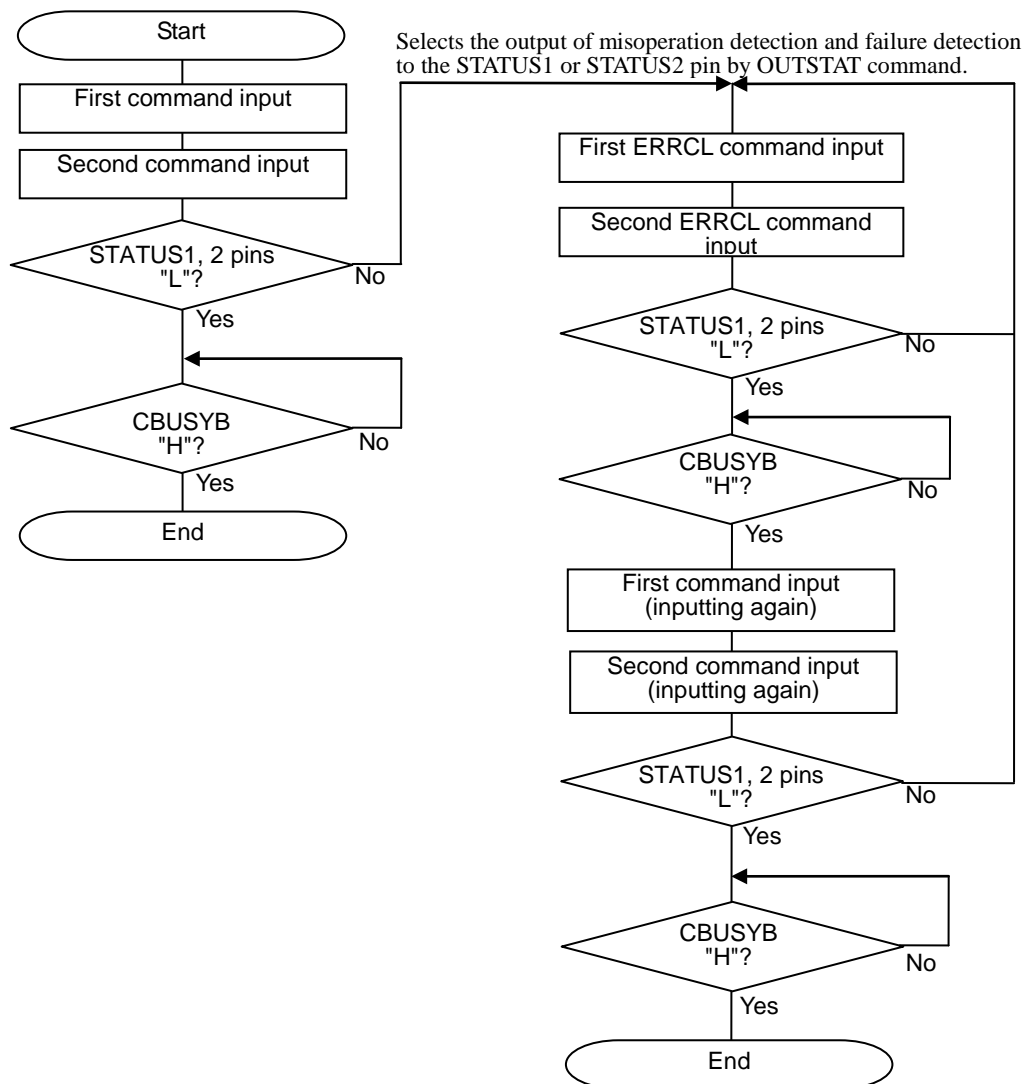 Start
First command input
Second command input
STATUS1, 2 pins
"L"?
No
Yes
CBUSYB
"H"?
No
Yes
End
Selects the output of misoperation detection and failure detection
to the STATUS1 or STATUS2 pin by OUTSTAT command.
First ERRCL command input
Second ERRCL command
input
STATUS1, 2 pins
"L"?
No
Yes
CBUSYB
"H"?
No
Yes
First command input
(inputting again)
Second command input
(inputting again)
STATUS1, 2 pins
"L"?
No
Yes
CBUSYB
"H"?
No
Yes
End